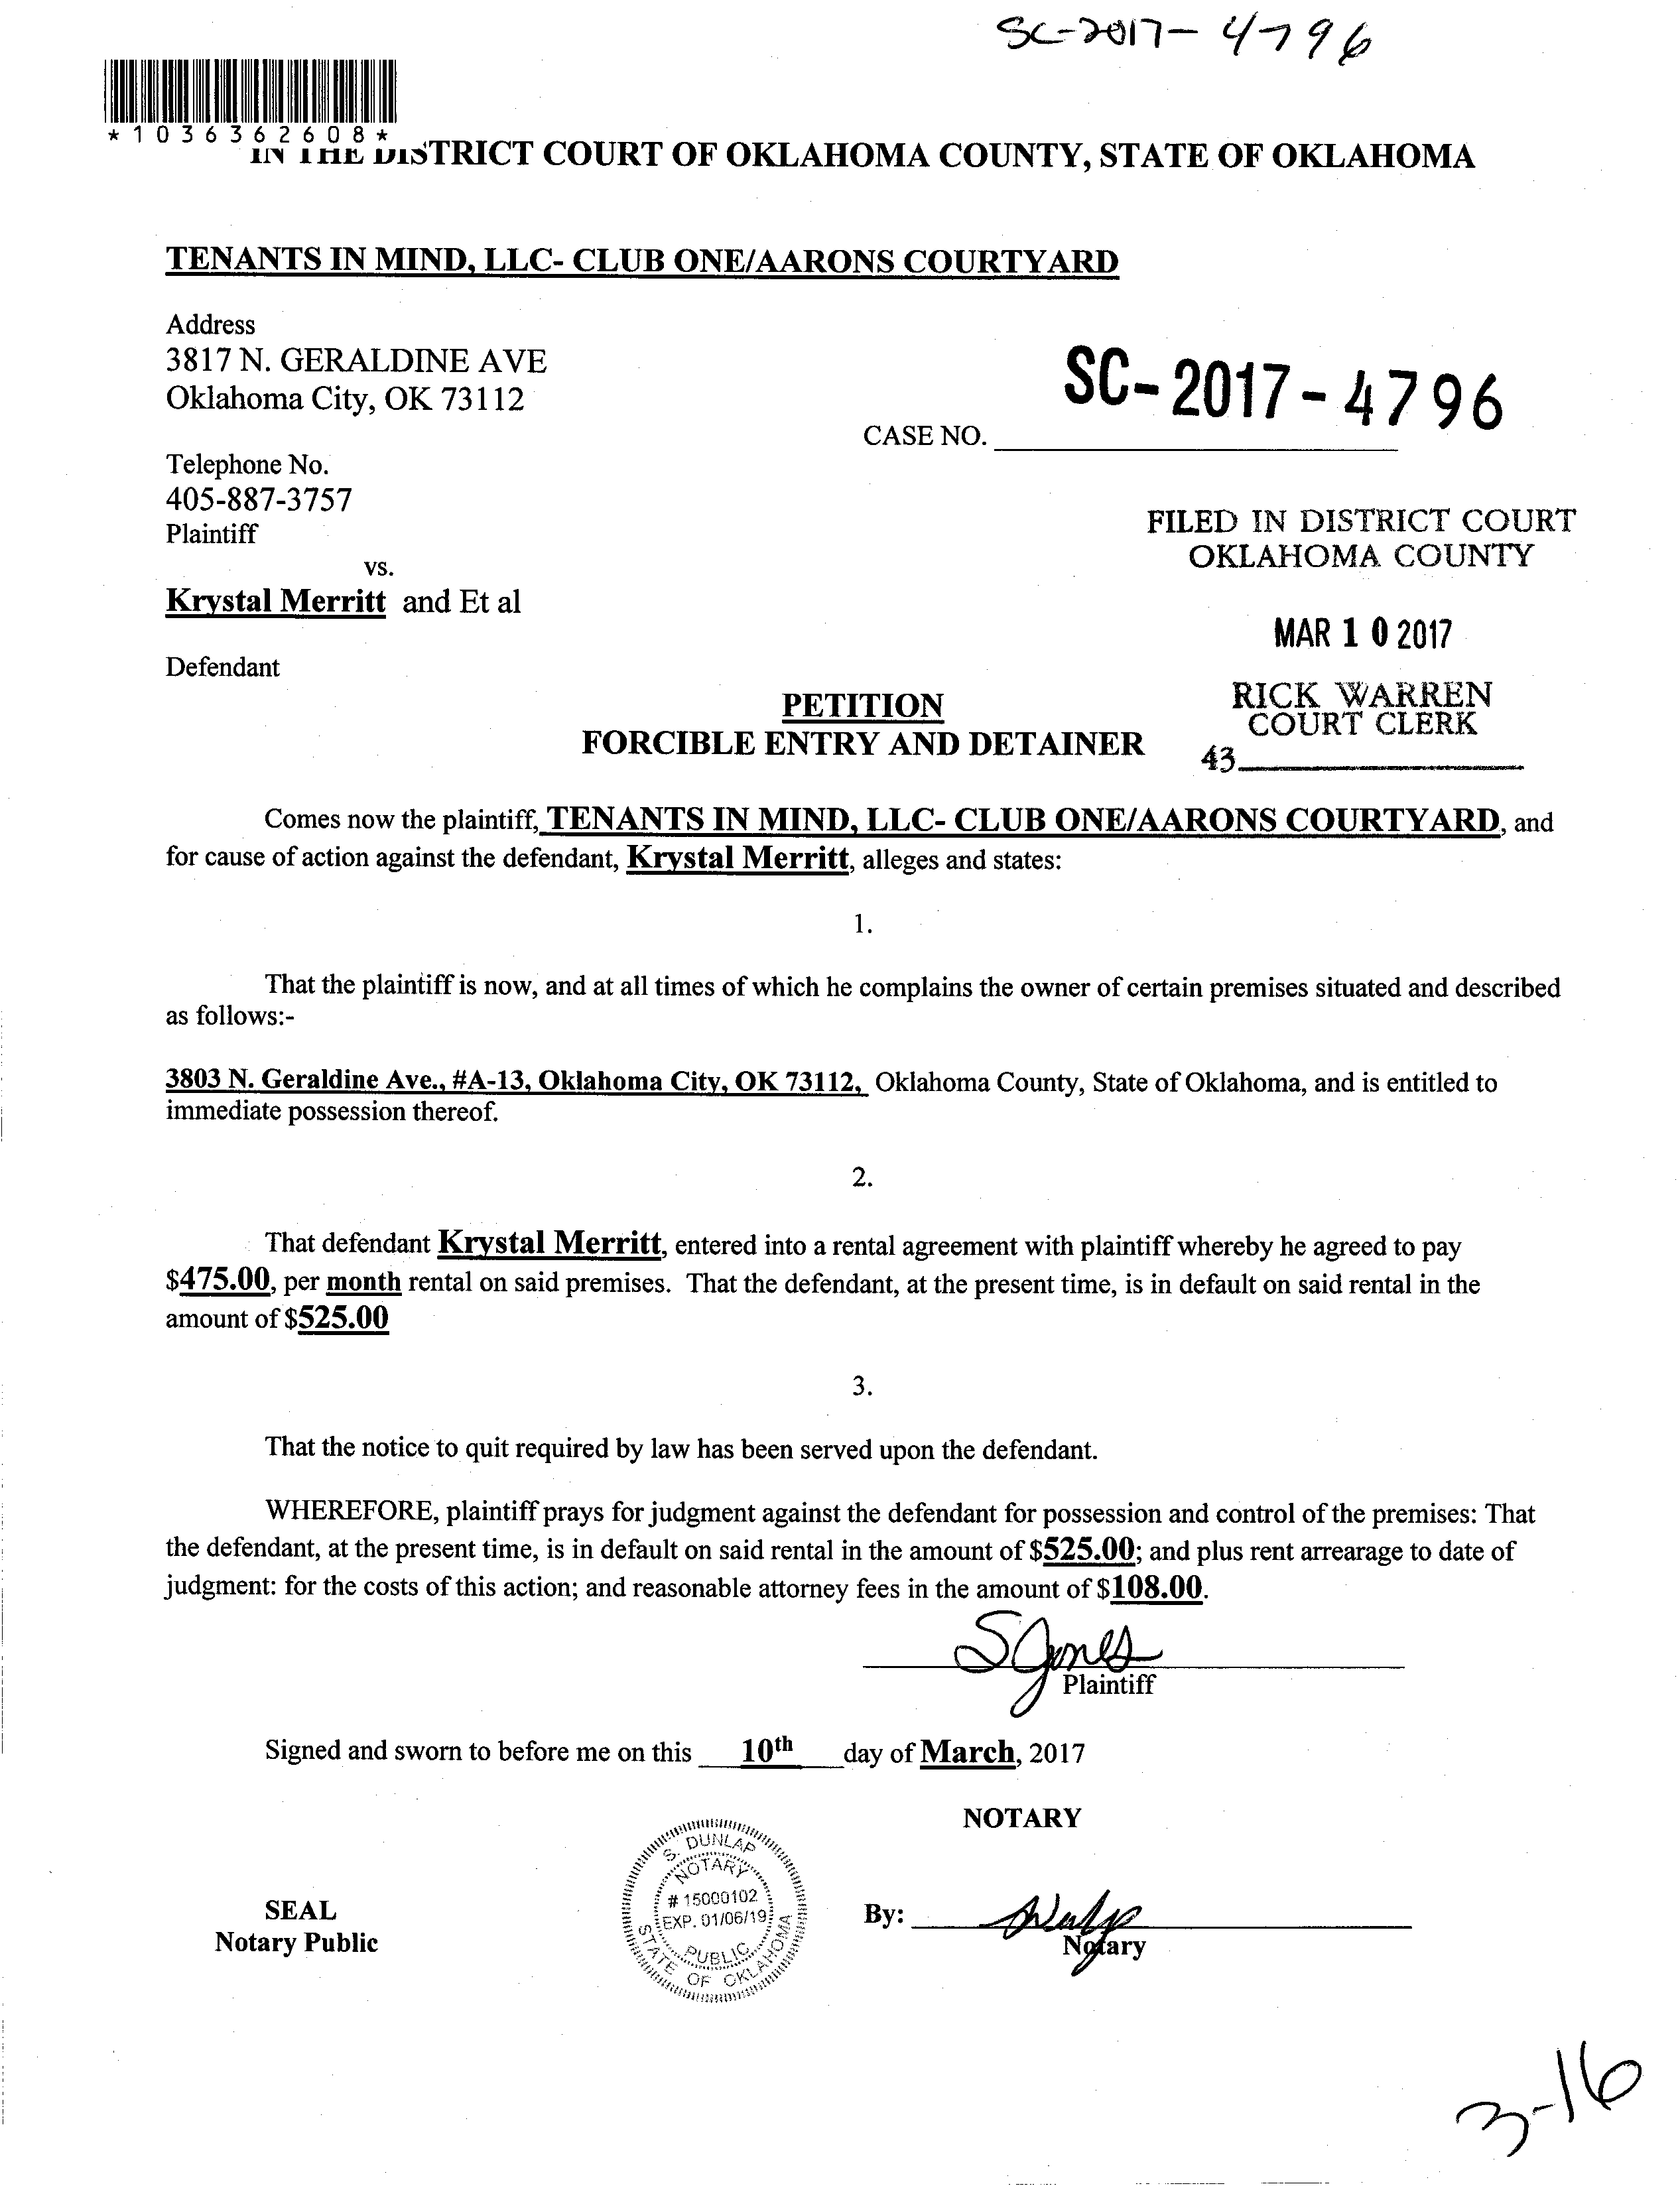 SC-2017-4796
*1036362608*
IN THE DISTRICT COURT OF OKLAHOMA COUNTY, STATE OF OKLAHOMA
TENANTS IN MIND, LLC- CLUB ONE/AARONS COURTYARD
Address
3817 N. GERALDINE AVE
Oklahoma City, OK 73112
SC-2017-4796
CASE NO.
Telephone No.
405-887-3757
Plaintiff
vs.
Krystal Merritt and Et al
Defendant
FILED IN DISTRICT COURT
OKLAHOMA COUNTY
MAR 10 2017
RICK WARREN
COURT CLERK
43
PETITION
FORCIBLE ENTRY AND DETAINER
Comes now the plaintiff, TENANTS IN MIND, LLC- CLUB ONE/AARONS COURTYARD, and
for cause of action against the defendant, Krystal Merritt, alleges and states:
1.
That the plaintiff is now, and at all times of which he complains the owner of certain premises situated and described
as follows:-
3803 N. Geraldine Ave., #A-13, Oklahoma City, OK 73112, Oklahoma County, State of Oklahoma, and is entitled to
immediate possession thereof.
2.
That defendant Krystal Merritt, entered into a rental agreement with plaintiff whereby he agreed to pay
$475.00, per month rental on said premises. That the defendant, at the present time, is in default on said rental in the
amount of $525.00
3.
That the notice to quit required by law has been served upon the defendant.
WHEREFORE, plaintiff prays for judgment against the defendant for possession and control of the premises: That
the defendant, at the present time, is in default on said rental in the amount of $525.00; and plus rent arrearage to date of
judgment: for the costs of this action; and reasonable attorney fees in the amount of $108.00.
SJones
Plaintiff
Signed and sworn to before me on this 10th day of March, 2017
NOTARY
S. DUNLAP
NOTARY
# 15000102
EXP. 01/06/19
PUBLIC
STATE OF OKLAHOMA
SEAL
Notary Public
By:
Notary
3-16